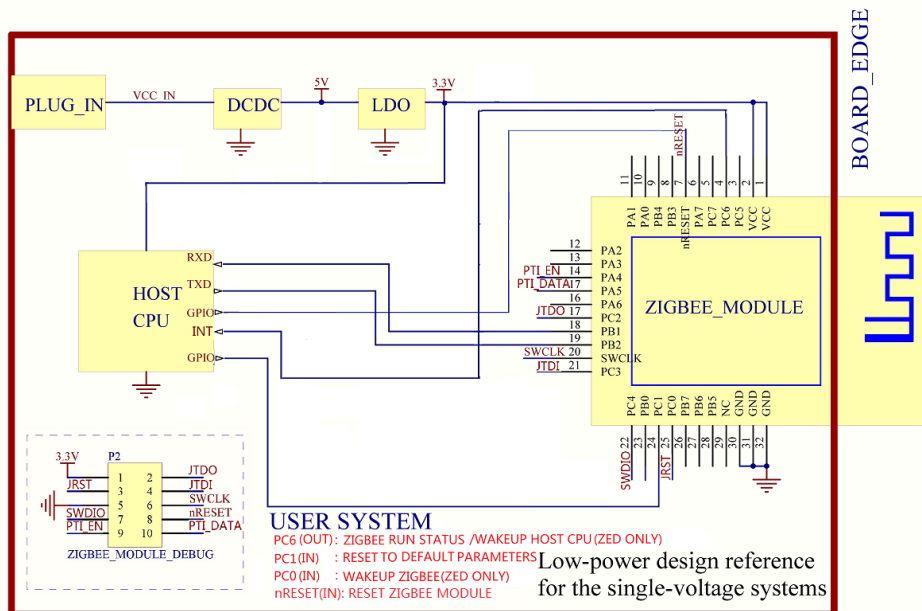 BOARD_EDGE
PLUG_IN
VCC_IN
DCDC
5V
LDO
3.3V
nRESET
11
10
9
8
7
6
5
4
3
2
1
PA1
PA0
PB4
PB3
nRESET
PA7
PC7
PC6
PC5
VCC
VCC
12 PA2
13 PA3
PTI_EN 14 PA4
PTI_DATA 17 PA5
16 PA6
JTDO 17 PC2
18 PB1
19 PB2
SWCLK 20 SWCLK
JTDI 21 PC3
ZIGBEE_MODULE
HOST
CPU
RXD
TXD
GPIO
INT
GPIO
PC4
PB0
PC1
PC0
PB7
PB6
PB5
NC
GND
GND
GND
22
23
24
25
26
27
28
29
30
31
32
SWDIO
JRST
P2
3.3V 1 2 JTDO
JRST 3 4 JTDI
5 6 SWCLK
SWDIO 7 8 nRESET
PTI_EN 9 10 PTI_DATA
ZIGBEE_MODULE_DEBUG
USER SYSTEM
PC6(OUT): ZIGBEE RUN STATUS /WAKEUP HOST CPU(ZED ONLY)
PC1(IN) : RESET TO DEFAULT PARAMETERS
PC0(IN) : WAKEUP ZIGBEE(ZED ONLY)
nRESET(IN): RESET ZIGBEE MODULE
Low-power design reference
for the single-voltage systems